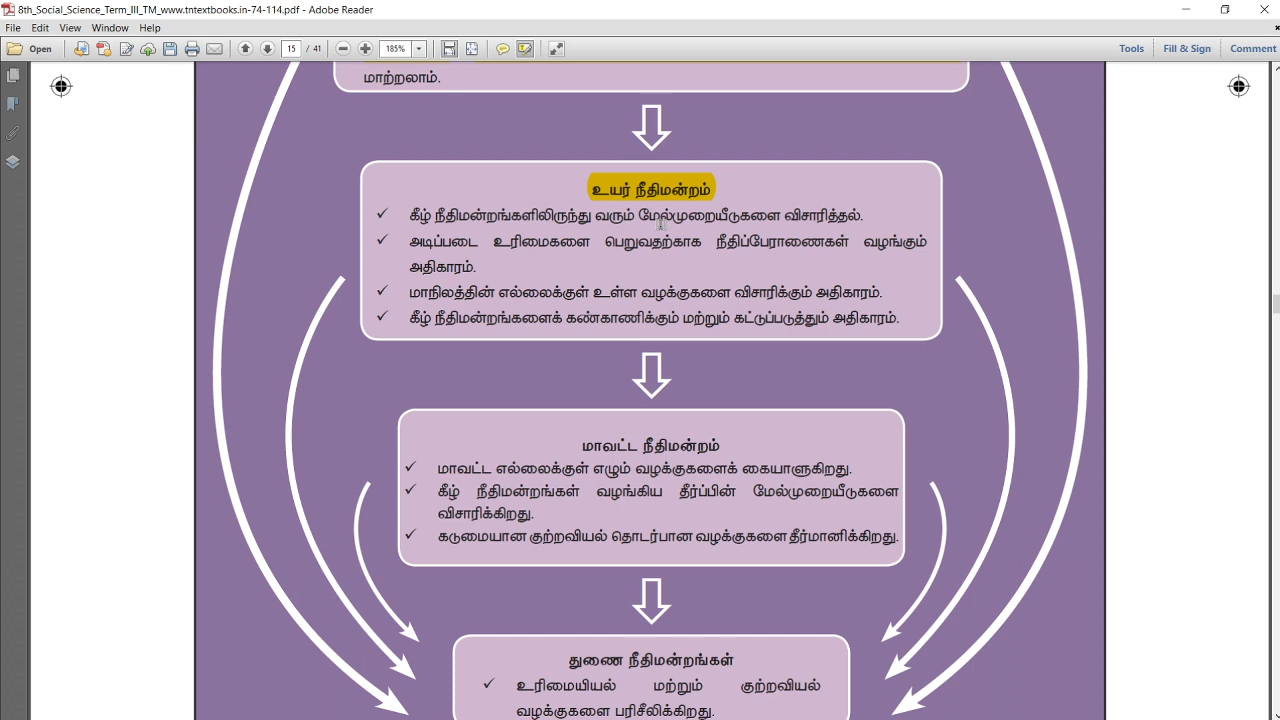 8th_Social_Science_Term_III_TM_www.tntextbooks.in-74-114.pdf - Adobe Reader
File Edit View Window Help
Open 15 / 41 185% Tools Fill & Sign Comment
மாற்றலாம்.
உயர் நீதிமன்றம்
✓ கீழ் நீதிமன்றங்களிலிருந்து வரும் மேல்முறையீடுகளை விசாரித்தல்.
✓ அடிப்படை உரிமைகளை பெறுவதற்காக நீதிப்பேராணைகள் வழங்கும்
அதிகாரம்.
✓ மாநிலத்தின் எல்லைக்குள் உள்ள வழக்குகளை விசாரிக்கும் அதிகாரம்.
✓ கீழ் நீதிமன்றங்களைக் கண்காணிக்கும் மற்றும் கட்டுப்படுத்தும் அதிகாரம்.
மாவட்ட நீதிமன்றம்
✓ மாவட்ட எல்லைக்குள் எழும் வழக்குகளைக் கையாளுகிறது.
✓ கீழ் நீதிமன்றங்கள் வழங்கிய தீர்ப்பின் மேல்முறையீடுகளை
விசாரிக்கிறது.
✓ கடுமையான குற்றவியல் தொடர்பான வழக்குகளை தீர்மானிக்கிறது.
துணை நீதிமன்றங்கள்
✓ உரிமையியல் மற்றும் குற்றவியல்
வழக்குகளை பரிசீலிக்கிறது.